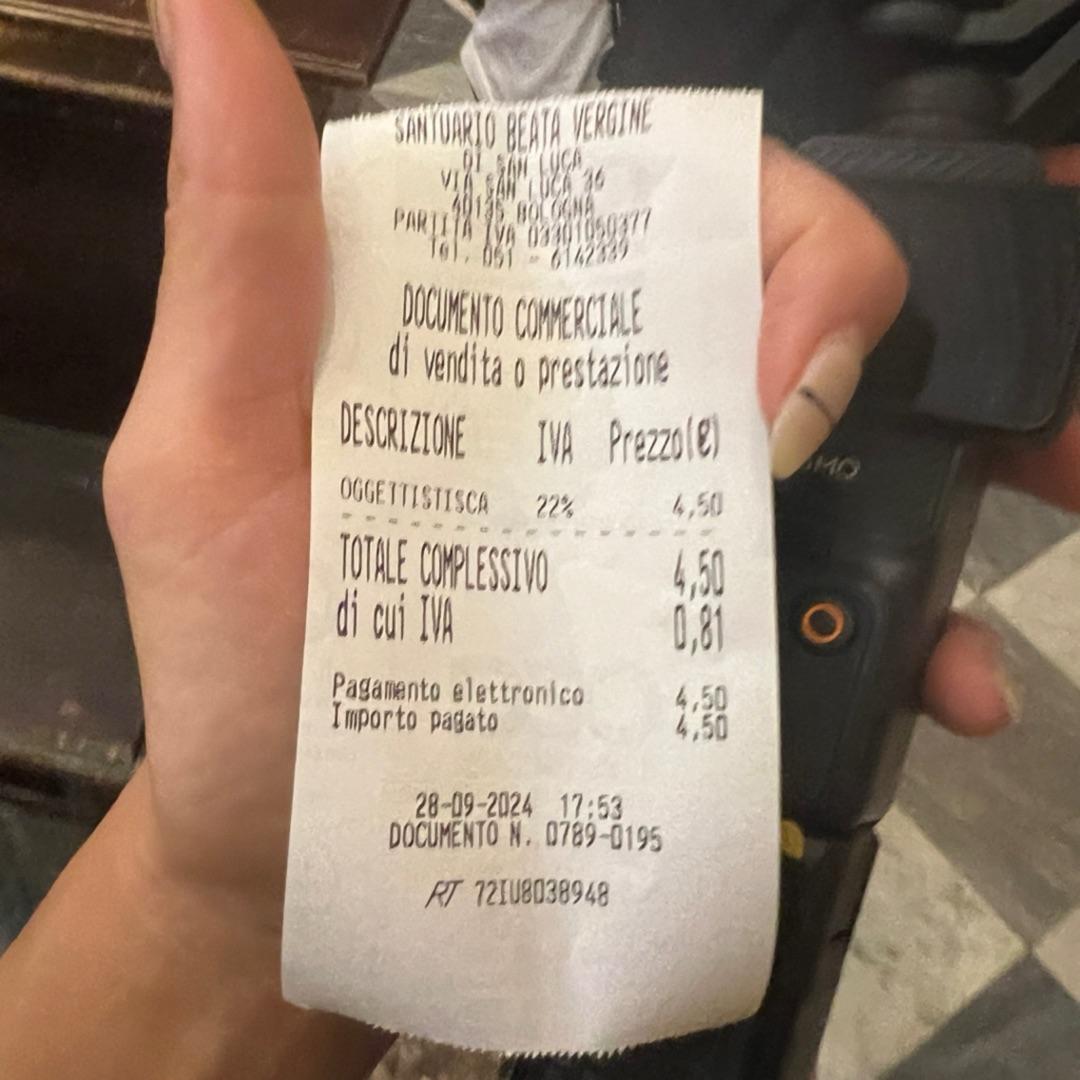 SANTUARIO BEATA VERGINE
DI SAN LUCA
VIA SAN LUCA 36
40135 BOLOGNA
PARTITA IVA 03301060377
Tel. 051 - 6142339
DOCUMENTO COMMERCIALE
di vendita o prestazione
DESCRIZIONE IVA Prezzo(€)
OGGETTISTISCA 22% 4,50
TOTALE COMPLESSIVO 4,50
di cui IVA 0,81
Pagamento elettronico 4,50
Importo pagato 4,50
28-09-2024 17:53
DOCUMENTO N. 0789-0195
RT 72IU8038948